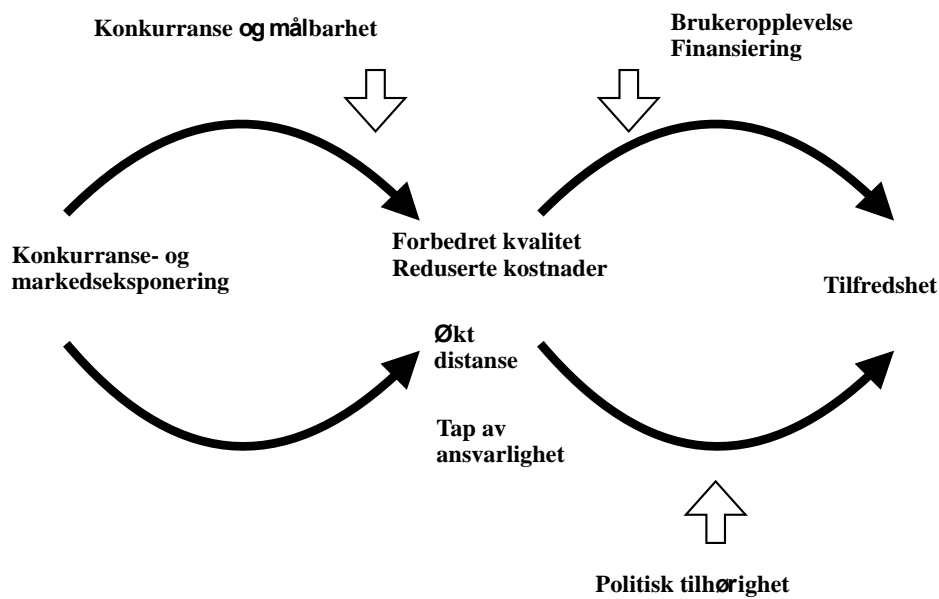 Konkurranse og målbarhet
Brukeropplevelse
Finansiering
Konkurranse- og
markedseksponering
Forbedret kvalitet
Reduserte kostnader
Tilfredshet
Økt
distanse
Tap av
ansvarlighet
Politisk tilhørighet